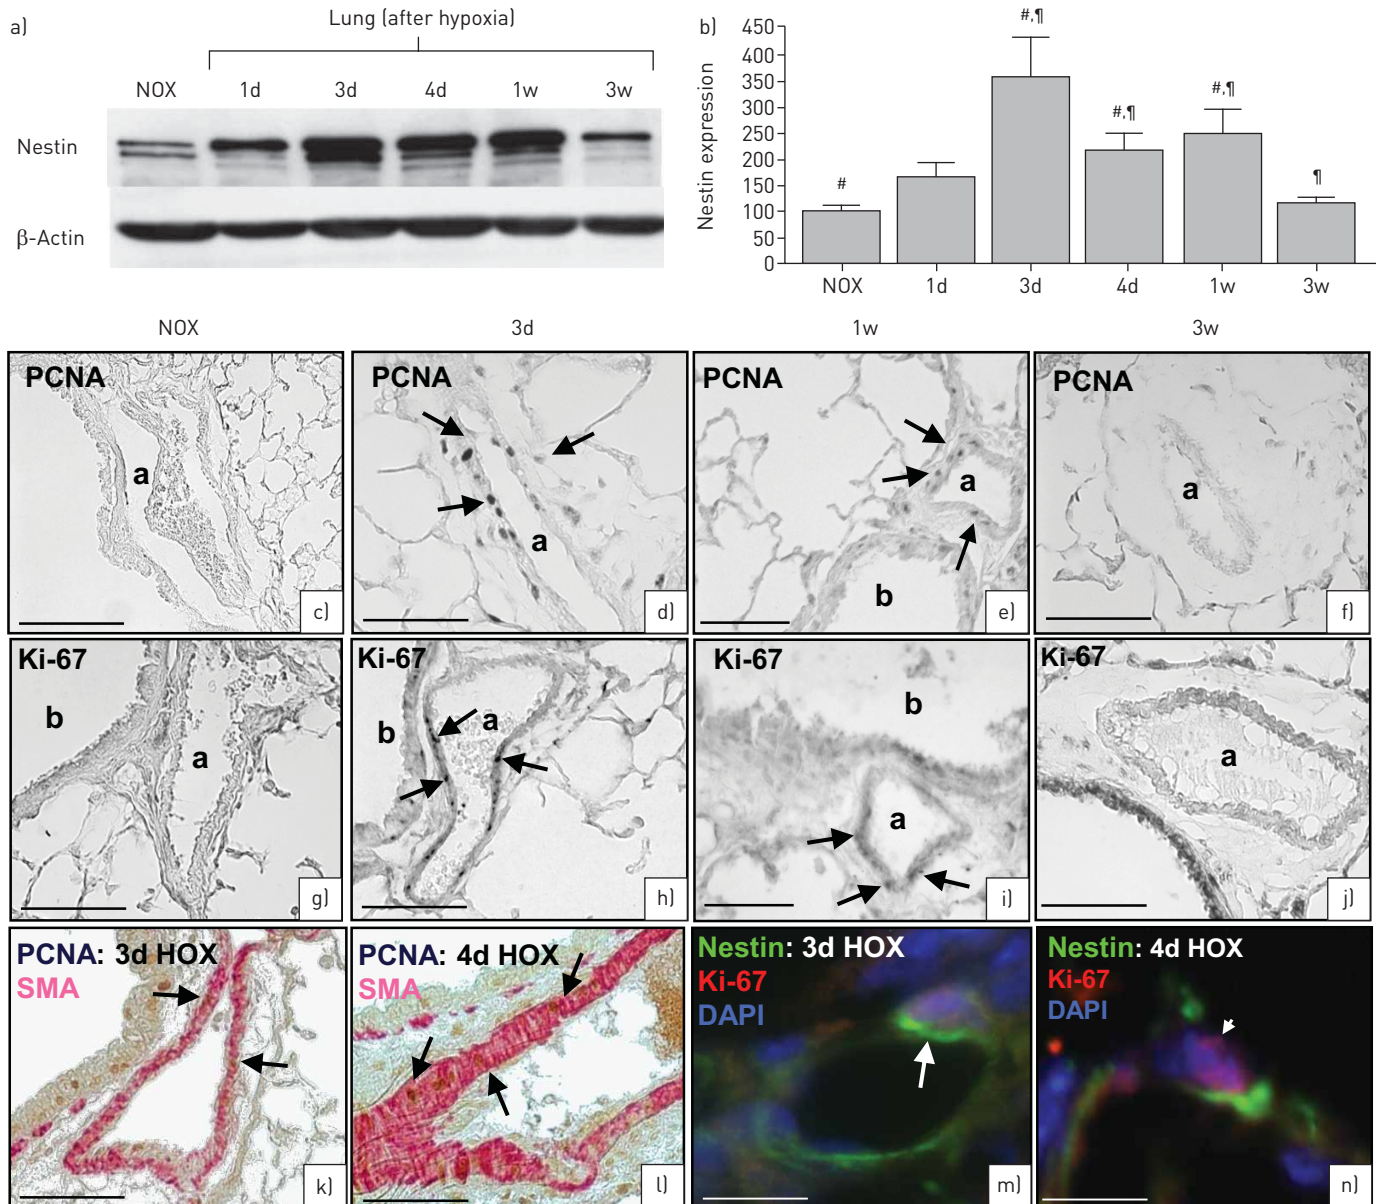 a)
Lung (after hypoxia)
NOX 1d 3d 4d 1w 3w
Nestin
β-Actin
b)
Nestin expression
450
400
350
300
250
200
150
100
50
0
#
#,¶
#,¶
#,¶
¶
NOX 1d 3d 4d 1w 3w
NOX 3d 1w 3w
PCNA
a
c)
PCNA
a
d)
PCNA
a
b
e)
PCNA
a
f)
Ki-67
b
a
g)
Ki-67
b
a
h)
Ki-67
b
a
i)
Ki-67
a
j)
PCNA: 3d HOX
SMA
k)
PCNA: 4d HOX
SMA
l)
Nestin: 3d HOX
Ki-67
DAPI
m)
Nestin: 4d HOX
Ki-67
DAPI
n)